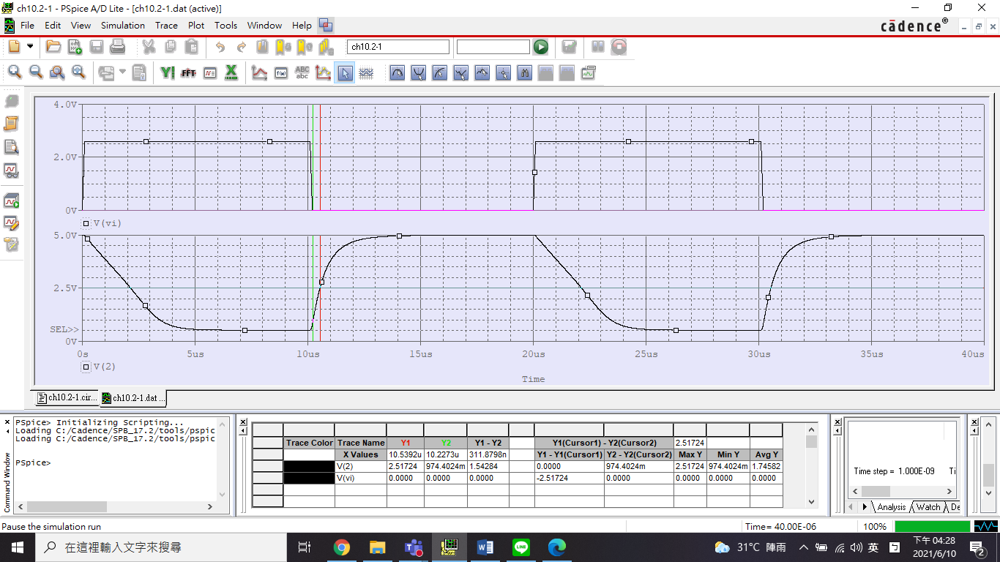 ch10.2-1 - PSpice A/D Lite - [ch10.2-1.dat (active)]
File Edit View Simulation Trace Plot Tools Window Help
cādence®
ch10.2-1
FFT
ABC
abc
4.0V
2.0V
0V
V(vi)
5.0V
2.5V
SEL>>
0V
0s 5us 10us 15us 20us 25us 30us 35us 40us
V(2)
Time
ch10.2-1.cir... ch10.2-1.dat ...
Command Window
PSpice> Initializing Scripting...
Loading C:/Cadence/SPB_17.2/tools/pspic
Loading C:/Cadence/SPB_17.2/tools/pspic
PSpice>
Trace Color Trace Name Y1 Y2 Y1 - Y2 Y1(Cursor1) - Y2(Cursor2) 2.51724
X Values 10.5392u 10.2273u 311.8798n Y1 - Y1(Cursor1) Y2 - Y2(Cursor2) Max Y Min Y Avg Y
V(2) 2.51724 974.4024m 1.54284 0.0000 974.4024m 2.51724 974.4024m 1.74582
V(vi) 0.0000 0.0000 0.0000 -2.51724 0.0000 0.0000 0.0000 0.0000
Time step = 1.000E-09 Ti
Analysis Watch De
Pause the simulation run
Time= 40.00E-06 100%
在這裡輸入文字來搜尋
31°C 陣雨
英
下午 04:28
2021/6/10
2